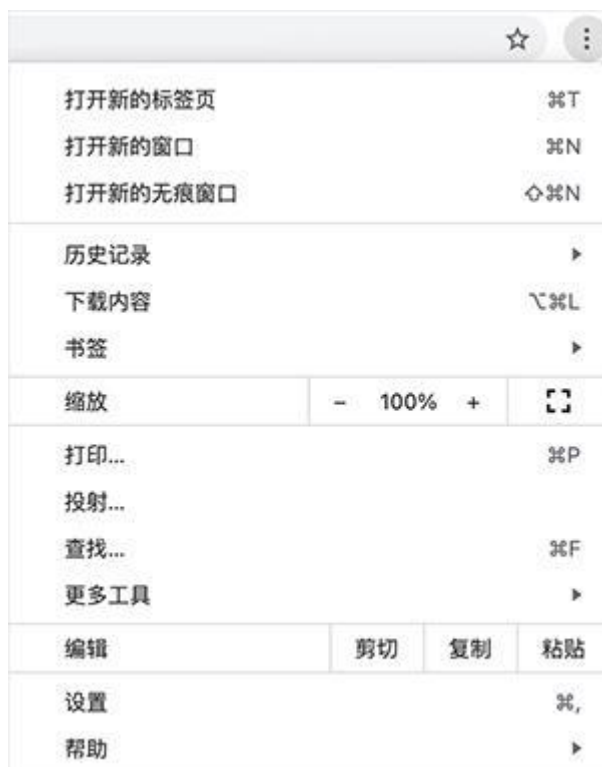 打开新的标签页 ⌘T
打开新的窗口 ⌘N
打开新的无痕窗口 ⇧⌘N
历史记录
下载内容 ⌥⌘L
书签
缩放 - 100% +
打印... ⌘P
投射...
查找... ⌘F
更多工具
编辑 剪切 复制 粘贴
设置 ⌘,
帮助